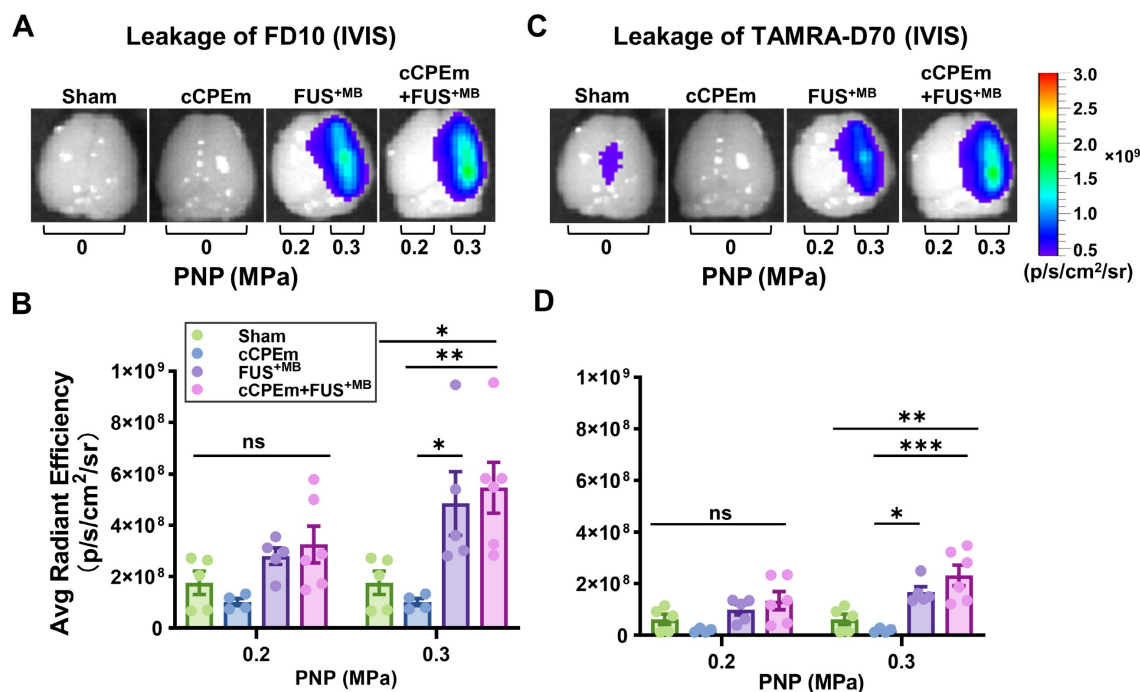 A
Leakage of FD10 (IVIS)
Sham
cCPEm
FUS⁺ᴹᴮ
cCPEm
+FUS⁺ᴹᴮ
0
0
0.2
0.3
0.2
0.3
PNP (MPa)
C
Leakage of TAMRA-D70 (IVIS)
Sham
cCPEm
FUS⁺ᴹᴮ
cCPEm
+FUS⁺ᴹᴮ
0
0
0.2
0.3
0.2
0.3
PNP (MPa)
3.0
2.0
×10⁹
1.0
0.5
(p/s/cm²/sr)
B
Sham
cCPEm
FUS⁺ᴹᴮ
cCPEm+FUS⁺ᴹᴮ
Avg Radiant Efficiency
(p/s/cm²/sr)
1×10⁹
8×10⁸
6×10⁸
4×10⁸
2×10⁸
0
ns
*
**
*
0.2
0.3
PNP (MPa)
D
1×10⁹
8×10⁸
6×10⁸
4×10⁸
2×10⁸
0
ns
**
***
*
0.2
0.3
PNP (MPa)